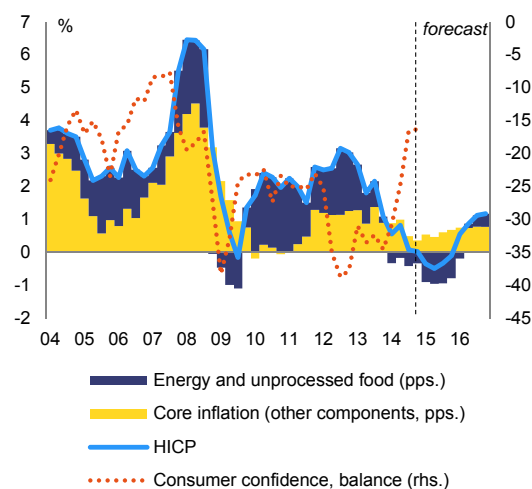 7 % forecast 0
6 -5
5 -10
4 -15
3 -20
2 -25
1 -30
0 -35
-1 -40
-2 -45
04 05 06 07 08 09 10 11 12 13 14 15 16
Energy and unprocessed food (pps.)
Core inflation (other components, pps.)
HICP
Consumer confidence, balance (rhs.)